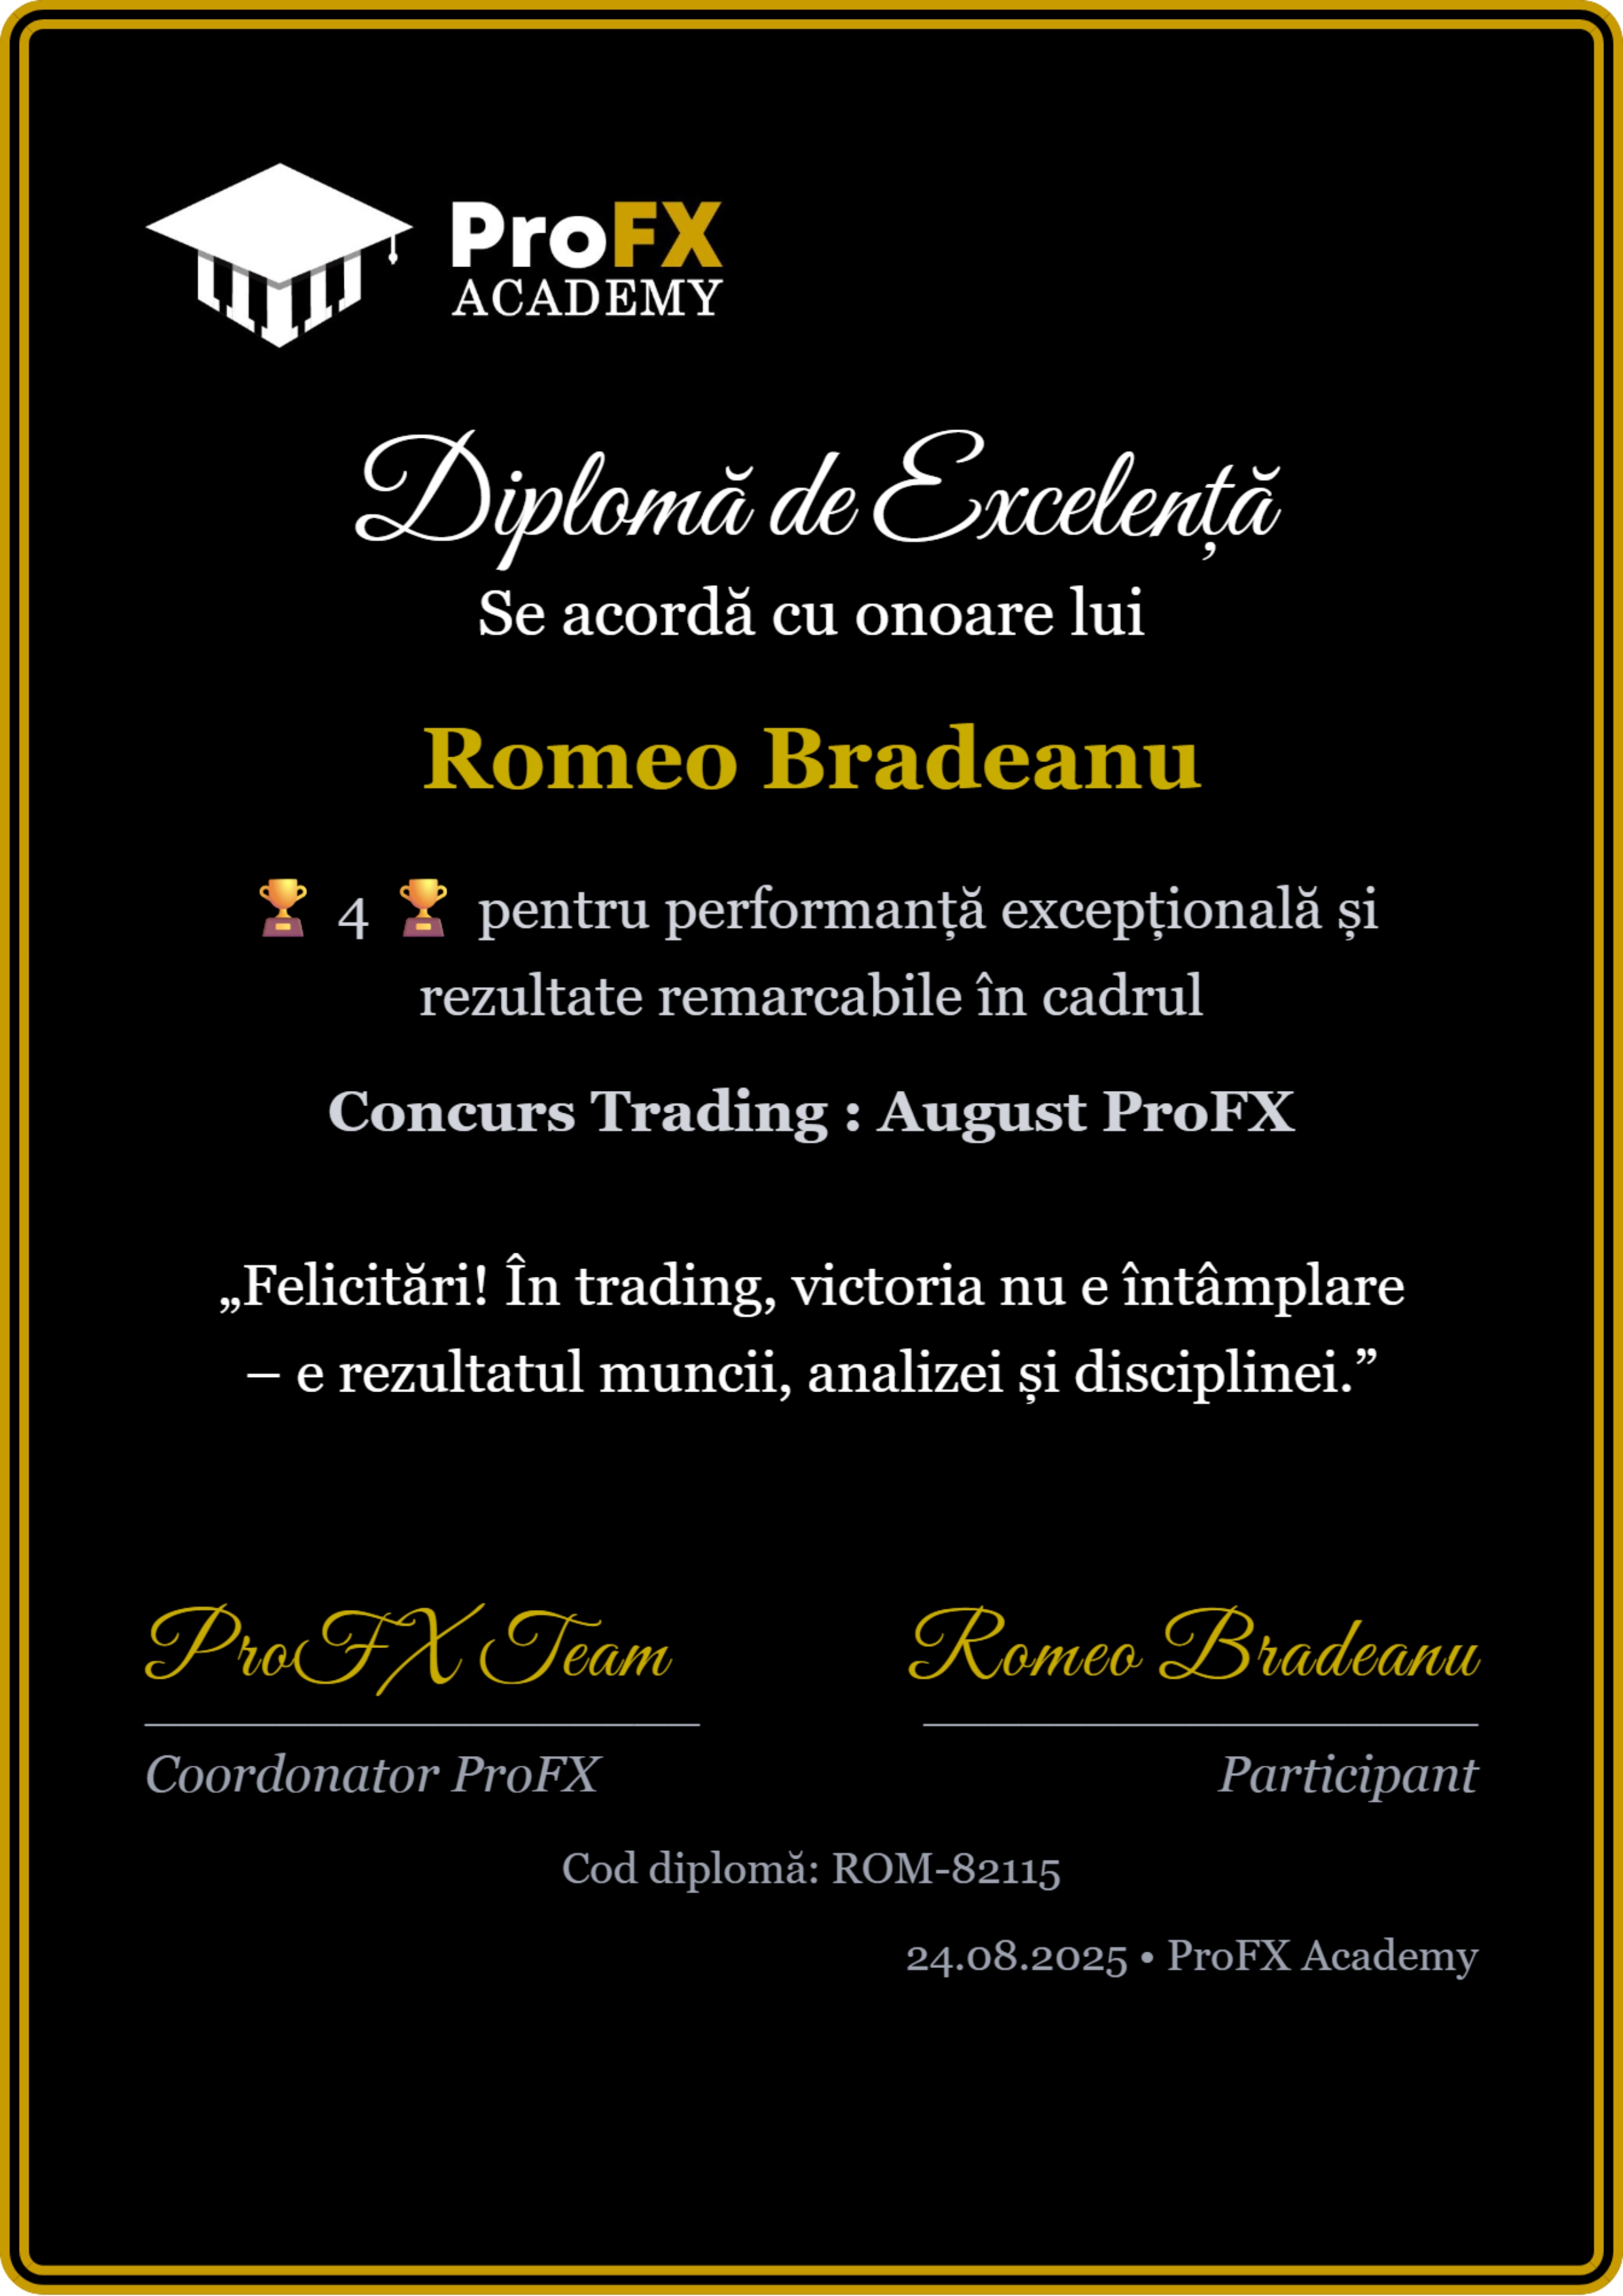 ProFX
ACADEMY
Diplomă de Excelență
Se acordă cu onoare lui
Romeo Bradeanu
🏆 4 🏆 pentru performanță excepțională și
rezultate remarcabile în cadrul
Concurs Trading : August ProFX
„Felicitări! În trading, victoria nu e întâmplare
– e rezultatul muncii, analizei și disciplinei.”
ProFX Team
Romeo Bradeanu
Coordonator ProFX
Participant
Cod diplomă: ROM-82115
24.08.2025 • ProFX Academy